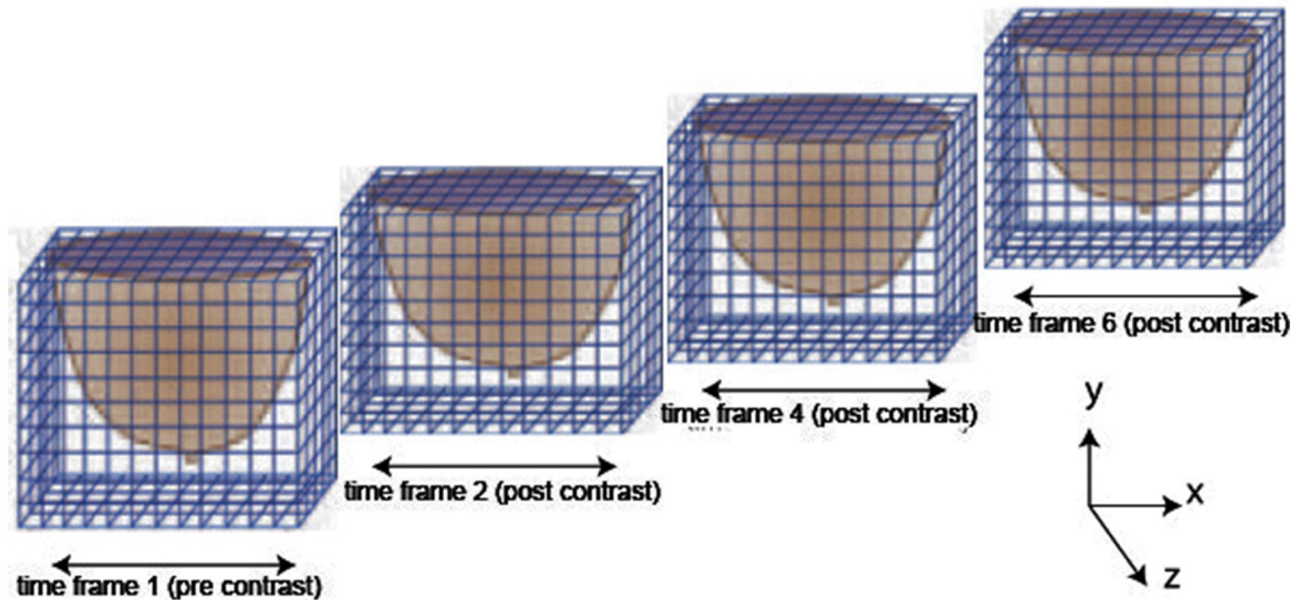 time frame 6 (post contrast)
time frame 4 (post contrast)
time frame 2 (post contrast)
time frame 1 (pre contrast)
y
x
z